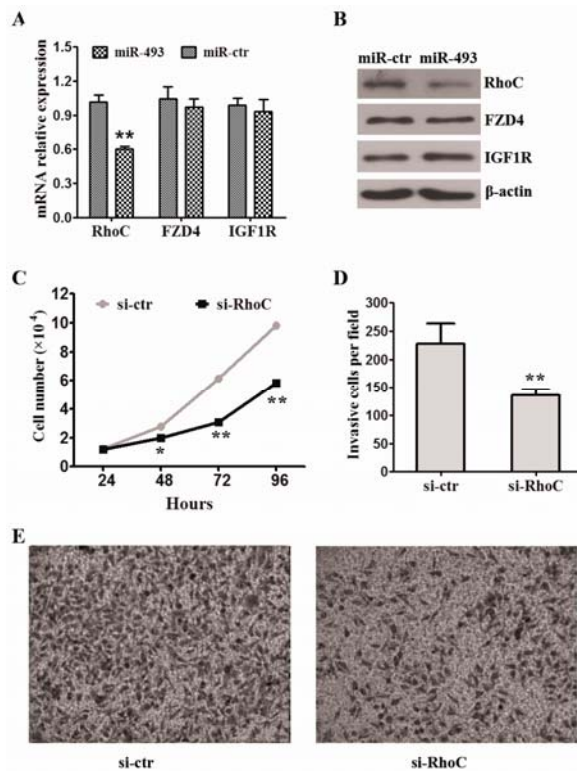 A
miR-493 miR-ctr
mRNA relative expression
1.5
1.2
0.9
0.6
0.3
0.0
**
RhoC FZD4 IGF1R
B
miR-ctr miR-493
RhoC
FZD4
IGF1R
β-actin
C
si-ctr si-RhoC
Cell number (×10⁴)
12
10
8
6
4
2
0
*
**
**
24 48 72 96
Hours
D
Invasive cells per field
300
250
200
150
100
50
0
**
si-ctr si-RhoC
E
si-ctr si-RhoC